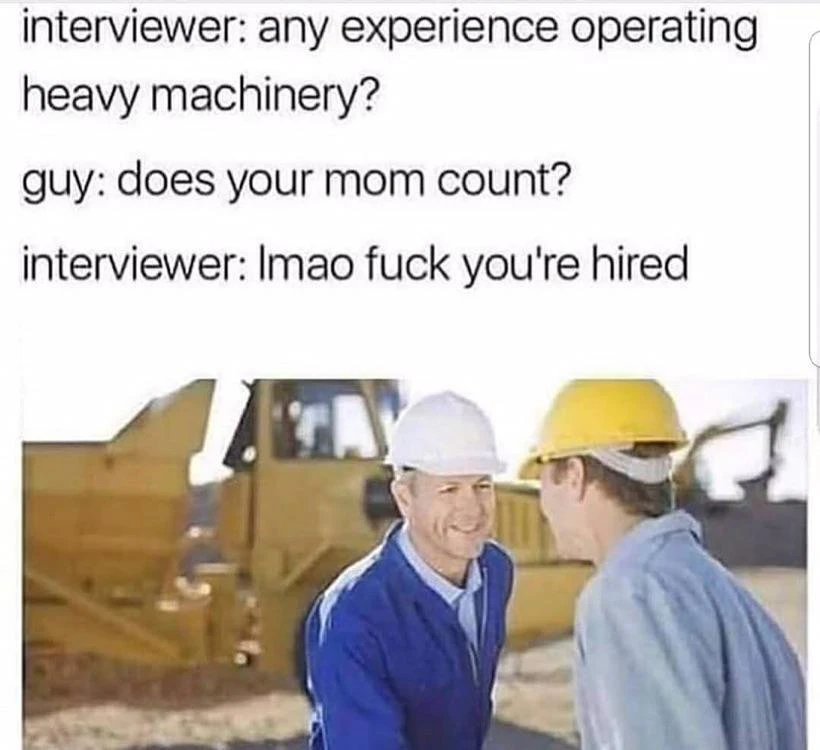 interviewer: any experience operating
heavy machinery?
guy: does your mom count?
interviewer: lmao fuck you're hired